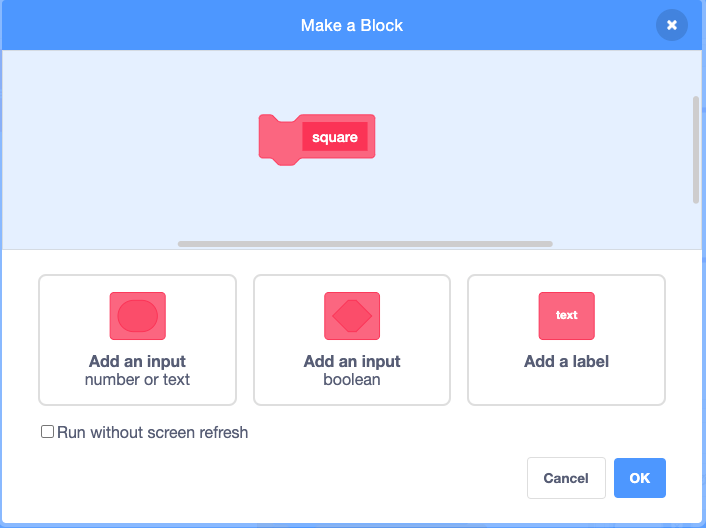 Make a Block
square
Add an input
number or text
Add an input
boolean
text
Add a label
Run without screen refresh
Cancel
OK